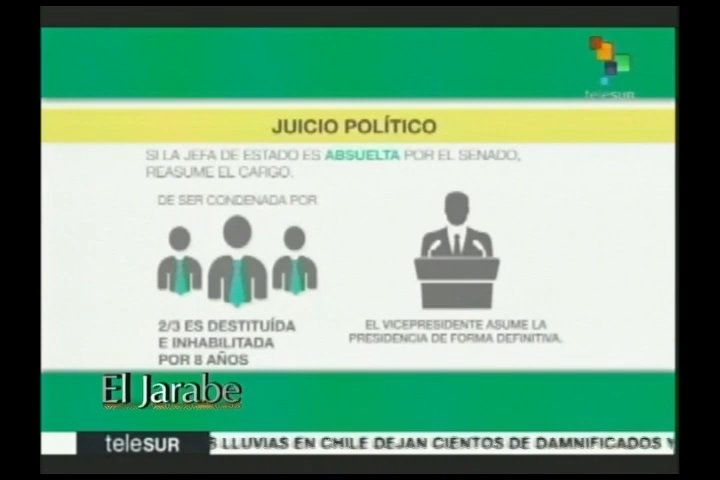 teleSUR
JUICIO POLÍTICO
SI LA JEFA DE ESTADO ES ABSUELTA POR EL SENADO,
REASUME EL CARGO.
DE SER CONDENADA POR
2/3 ES DESTITUÍDA
E INHABILITADA
POR 8 AÑOS
EL VICEPRESIDENTE ASUME LA
PRESIDENCIA DE FORMA DEFINITIVA.
El Jarabe
teleSUR S LLUVIAS EN CHILE DEJAN CIENTOS DE DAMNIFICADOS Y